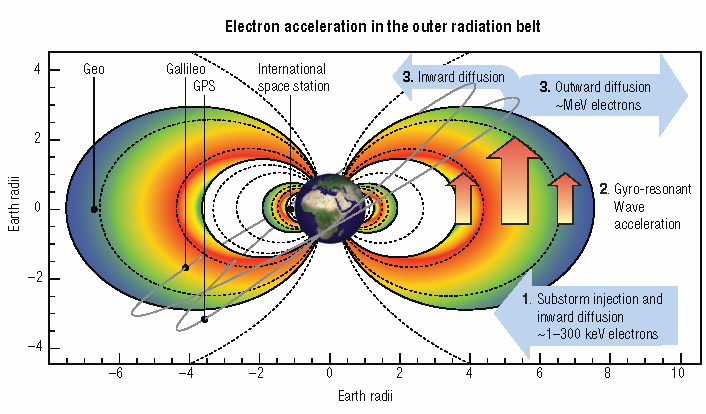 Electron acceleration in the outer radiation belt
Geo
Gallileo
GPS
International
space station
3. Inward diffusion
3. Outward diffusion
~MeV electrons
2. Gyro-resonant
Wave
acceleration
1. Substorm injection and
inward diffusion
~1–300 keV electrons
Earth radii
4
2
0
−2
−4
−6 −4 −2 0 2 4 6 8 10
Earth radii